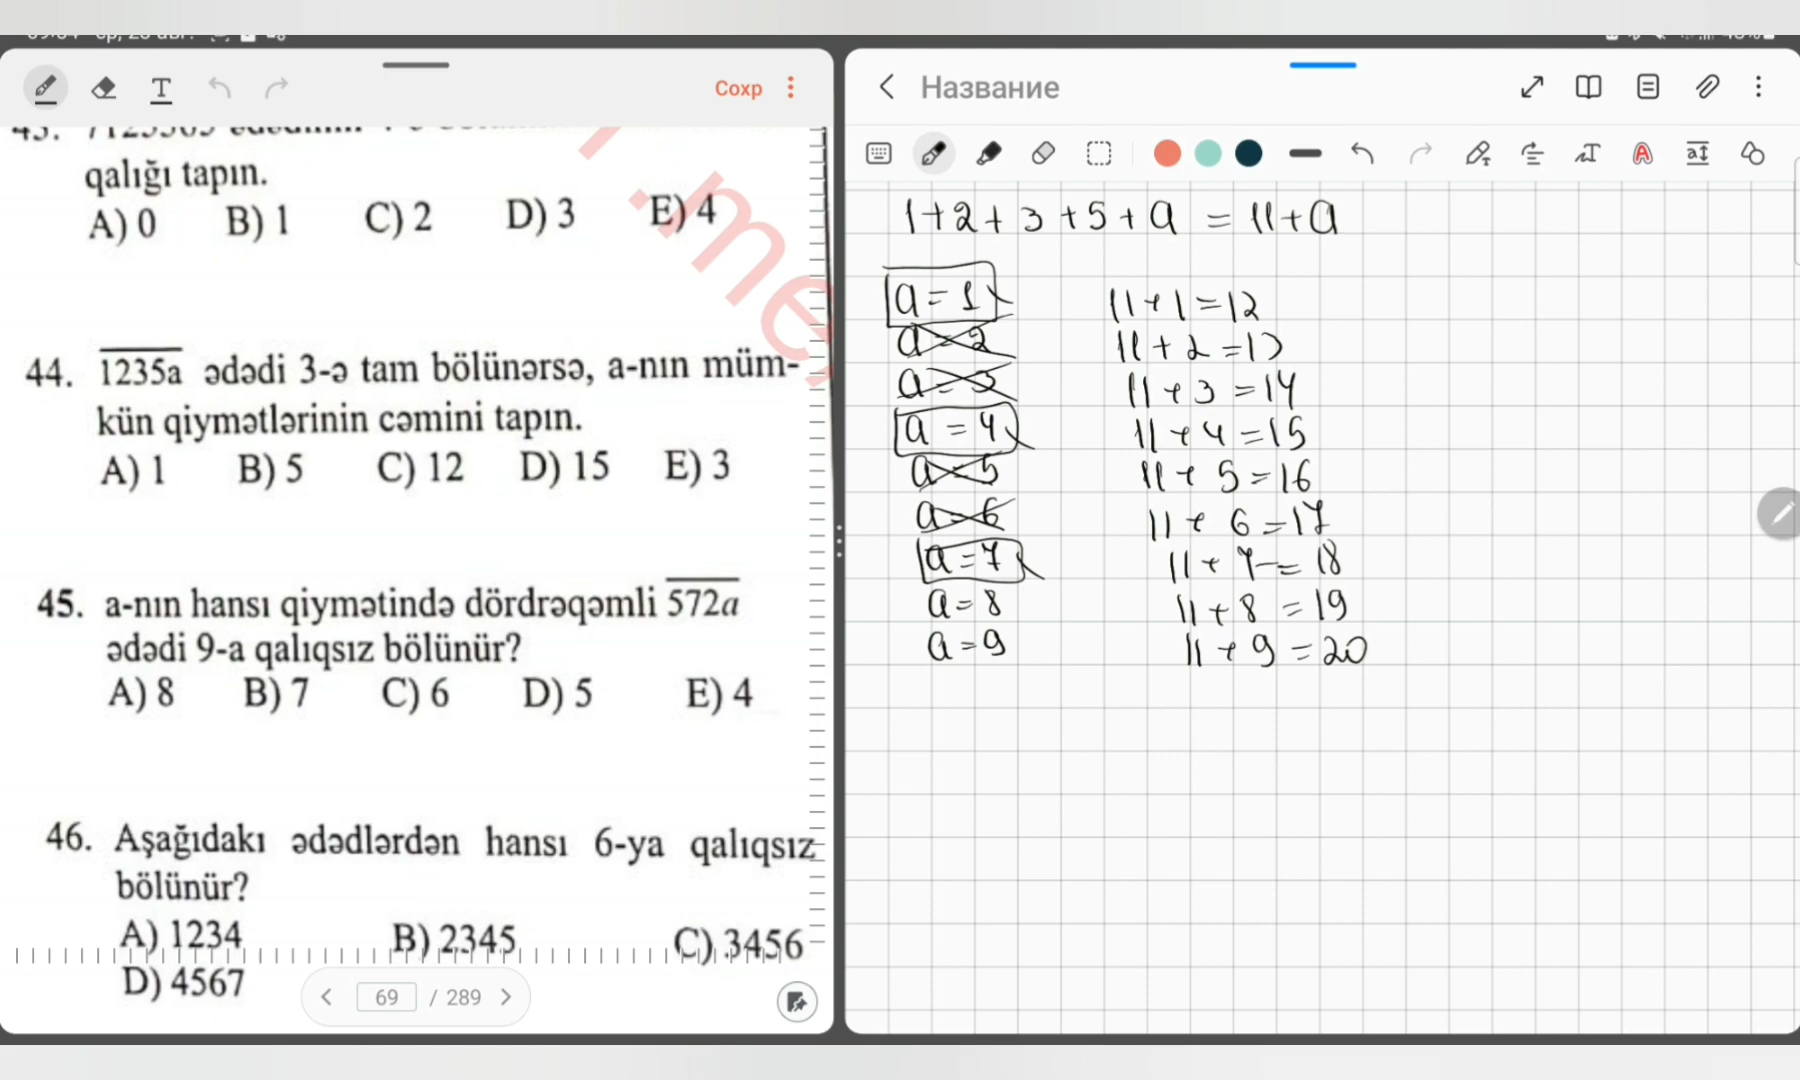 Сохр
qalığı tapın.
A) 0 B) 1 C) 2 D) 3 E) 4
44. 1235a ədədi 3-ə tam bölünərsə, a-nın müm-
kün qiymətlərinin cəmini tapın.
A) 1 B) 5 C) 12 D) 15 E) 3
45. a-nın hansı qiymətində dördrəqəmli 572a
ədədi 9-a qalıqsız bölünür?
A) 8 B) 7 C) 6 D) 5 E) 4
46. Aşağıdakı ədədlərdən hansı 6-ya qalıqsız
bölünür?
A) 1234 B) 2345 C) 3456
D) 4567
69 / 289
.me
Название
1+2+3+5+a = 11+a
a=1 11+1=12
a=2 11+2=13
a=3 11+3=14
a=4 11+4=15
a=5 11+5=16
a=6 11+6=17
a=7 11+7=18
a=8 11+8=19
a=9 11+9=20